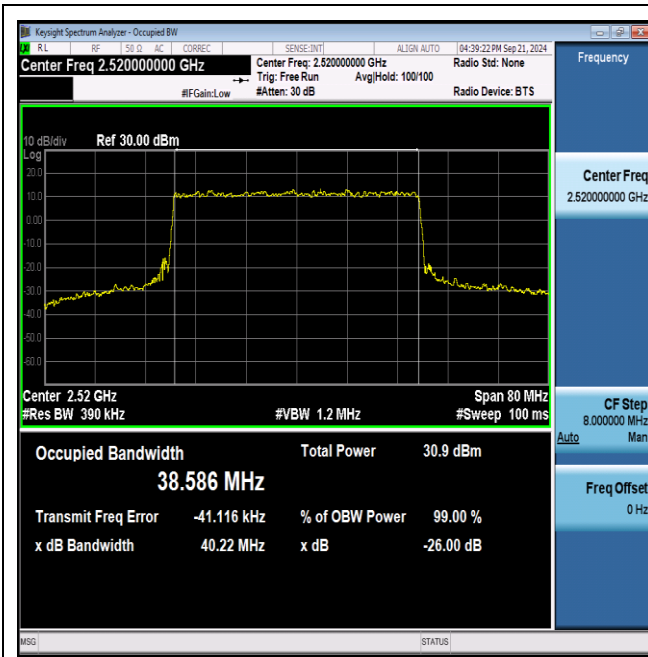 Keysight Spectrum Analyzer - Occupied BW
RL RF 50 Ω AC CORREC SENSE:INT ALIGN AUTO 04:39:22 PM Sep 21, 2024
Center Freq 2.520000000 GHz
Center Freq: 2.520000000 GHz
Radio Std: None
Trig: Free Run Avg|Hold: 100/100
#IFGain:Low #Atten: 30 dB Radio Device: BTS
10 dB/div Ref 30.00 dBm
Log
20.0
10.0
0.00
-10.0
-20.0
-30.0
-40.0
-50.0
-60.0
Center 2.52 GHz Span 80 MHz
#Res BW 390 kHz #VBW 1.2 MHz #Sweep 100 ms
Occupied Bandwidth Total Power 30.9 dBm
38.586 MHz
Transmit Freq Error -41.116 kHz % of OBW Power 99.00 %
x dB Bandwidth 40.22 MHz x dB -26.00 dB
MSG STATUS
Frequency
Center Freq
2.520000000 GHz
CF Step
8.000000 MHz
Auto Man
Freq Offset
0 Hz